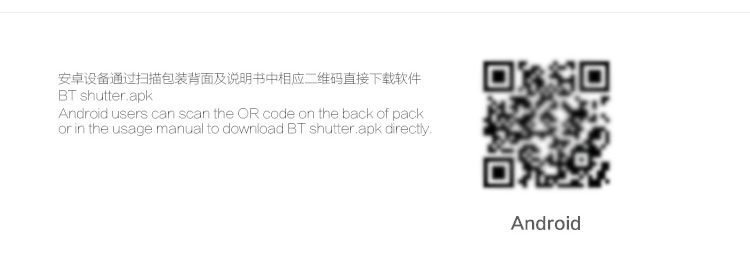 安卓设备通过扫描包装背面及说明书中相应二维码直接下载软件
BT shutter.apk
Android users can scan the OR code on the back of pack
or in the usage manual to download BT shutter.apk directly.
Android